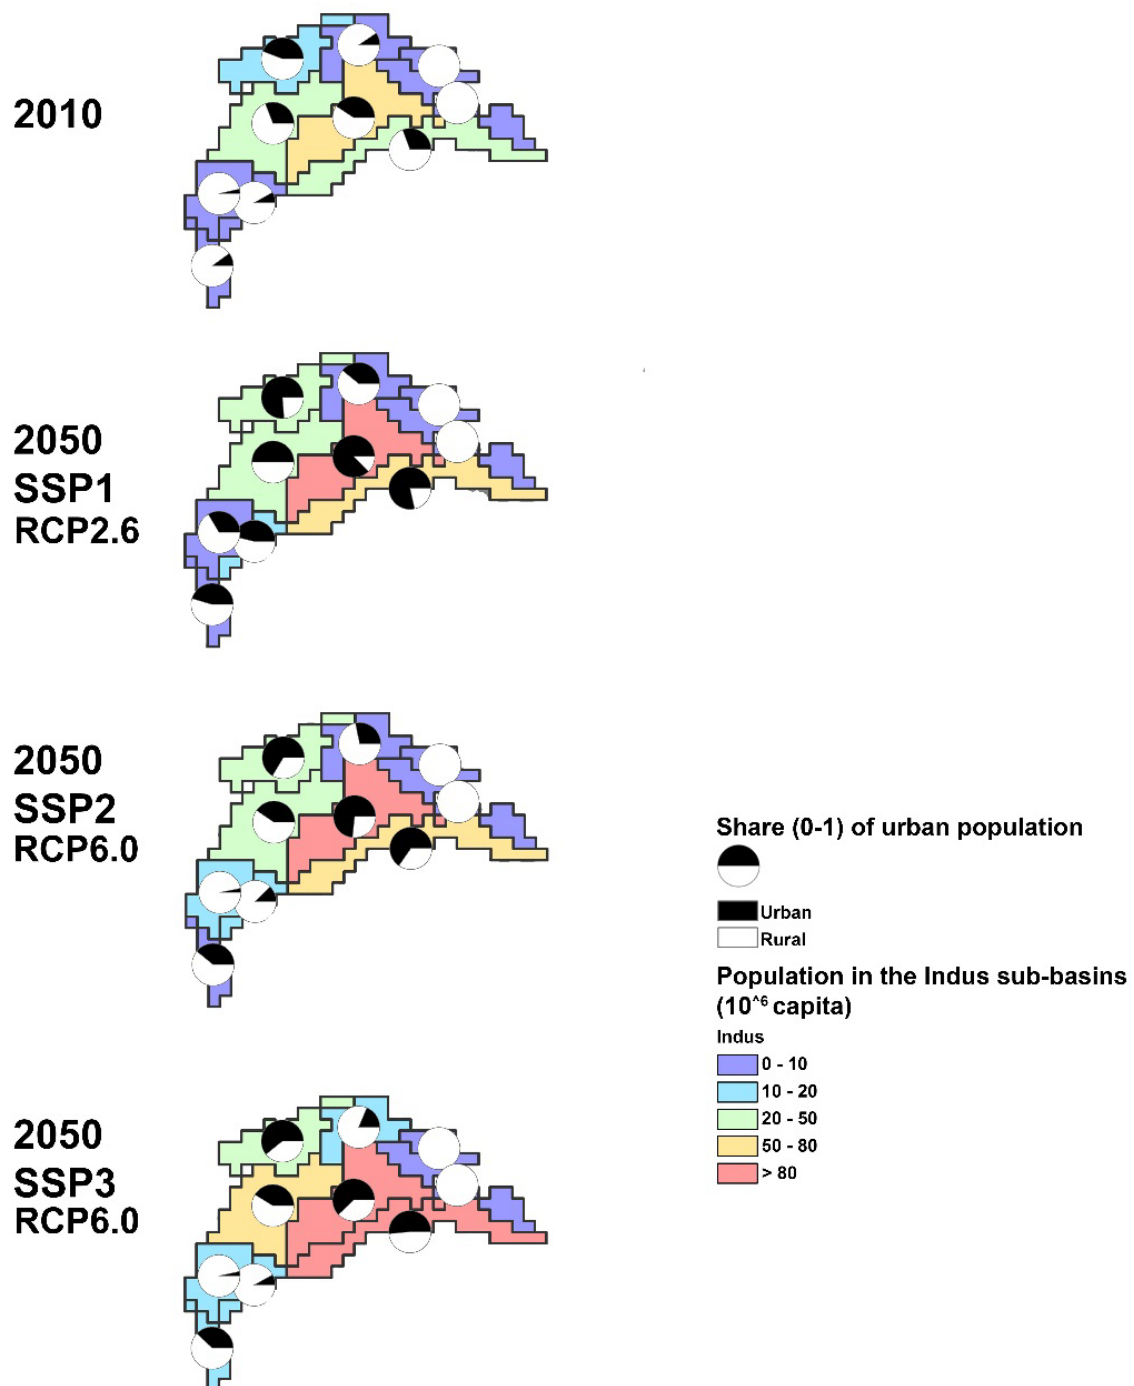 2010
2050
SSP1
RCP2.6
2050
SSP2
RCP6.0
Share (0-1) of urban population
Urban
Rural
Population in the Indus sub-basins
(10^6 capita)
Indus
0 - 10
10 - 20
20 - 50
50 - 80
> 80
2050
SSP3
RCP6.0